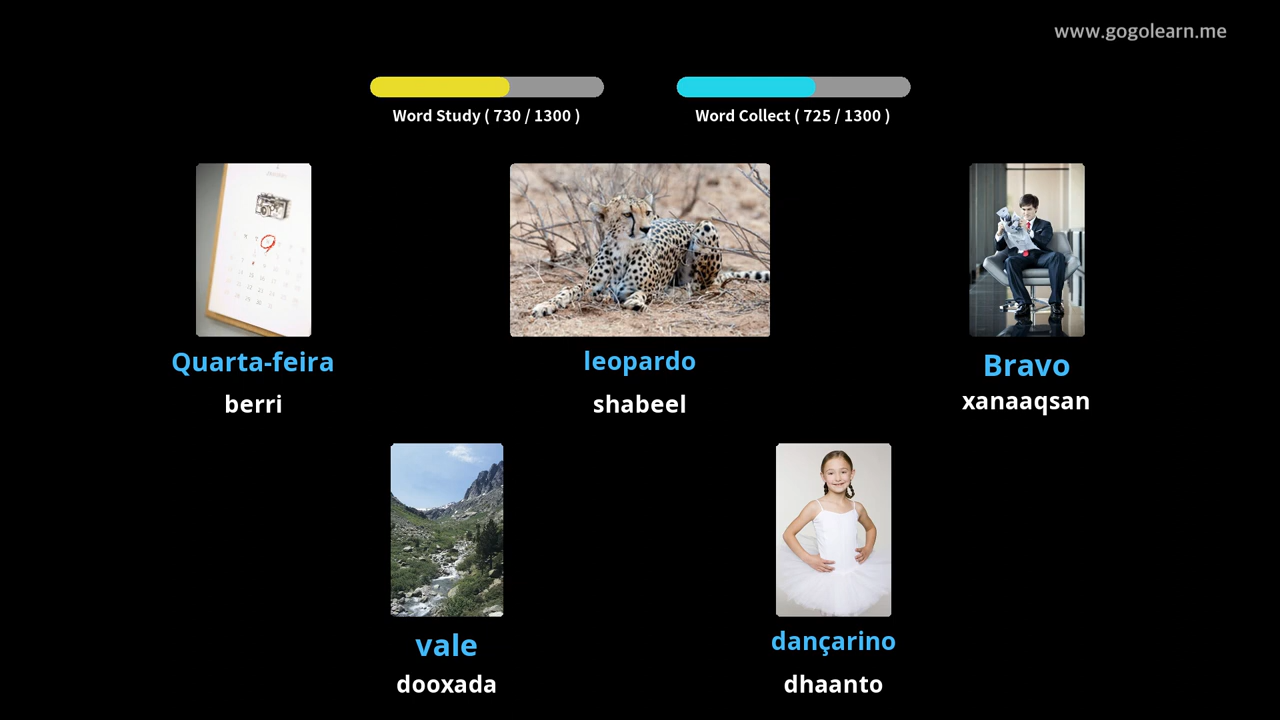 www.gogolearn.me
Word Study ( 730 / 1300 )
Word Collect ( 725 / 1300 )
Quarta-feira
berri
leopardo
shabeel
Bravo
xanaaqsan
vale
dooxada
dançarino
dhaanto